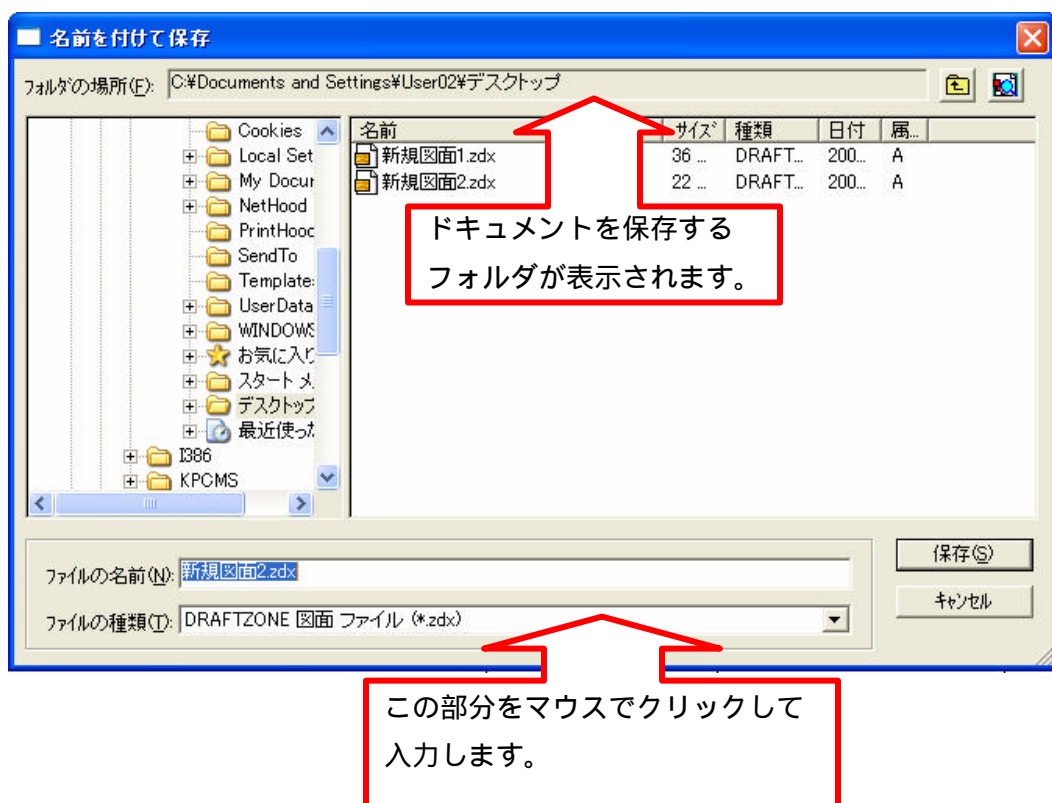 名前を付けて保存
フォルダの場所(F): C:¥Documents and Settings¥User02¥デスクトップ
Cookies
Local Set
My Docur
NetHood
PrintHooc
SendTo
Template
UserData
WINDOWS
お気に入り
スタート メ
デスクトップ
最近使った
I386
KPCMS
名前 サイズ 種類 日付 属...
新規図面1.zdx 36 ... DRAFT... 200... A
新規図面2.zdx 22 ... DRAFT... 200... A
ドキュメントを保存する
フォルダが表示されます。
ファイルの名前(N): 新規図面2.zdx
ファイルの種類(T): DRAFTZONE 図面 ファイル (*.zdx)
保存(S)
キャンセル
この部分をマウスでクリックして
入力します。